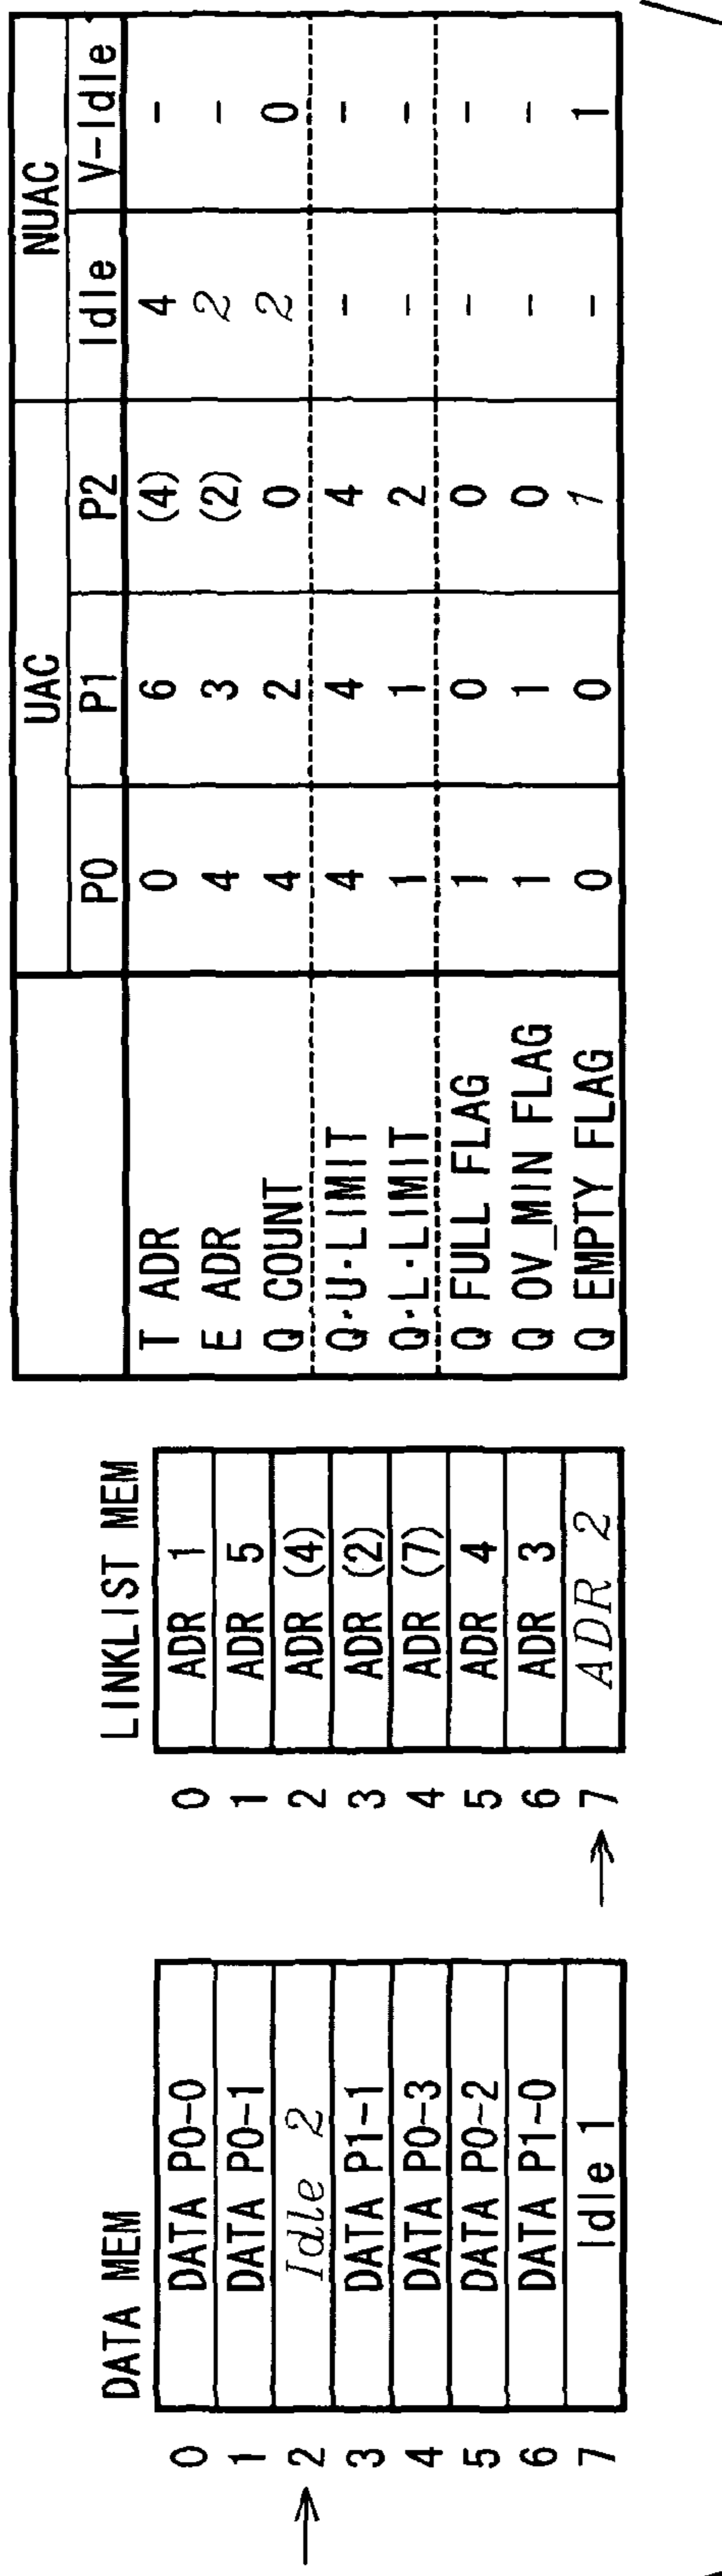 DATA MEM
0 DATA P0-0
1 DATA P0-1
2 Idle 2
3 DATA P1-1
4 DATA P0-3
5 DATA P0-2
6 DATA P1-0
7 Idle 1
LINKLIST MEM
0 ADR 1
1 ADR 5
2 ADR (4)
3 ADR (2)
4 ADR (7)
5 ADR 4
6 ADR 3
7 ADR 2
UAC NUAC
P0 P1 P2 Idle V-Idle
T ADR 0 6 (4) 4 -
E ADR 4 3 (2) 2 -
Q COUNT 4 2 0 2 0
Q·U·LIMIT 4 4 4 - -
Q·L·LIMIT 1 1 2 - -
Q FULL FLAG 1 0 0 - -
Q OV_MIN FLAG 1 1 0 - -
Q EMPTY FLAG 0 0 1 - 1